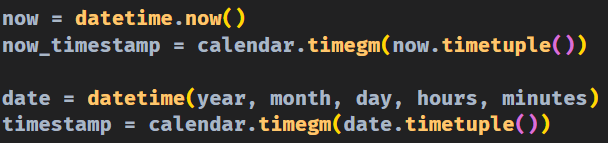 now = datetime.now()
now_timestamp = calendar.timegm(now.timetuple())
date = datetime(year, month, day, hours, minutes)
timestamp = calendar.timegm(date.timetuple())